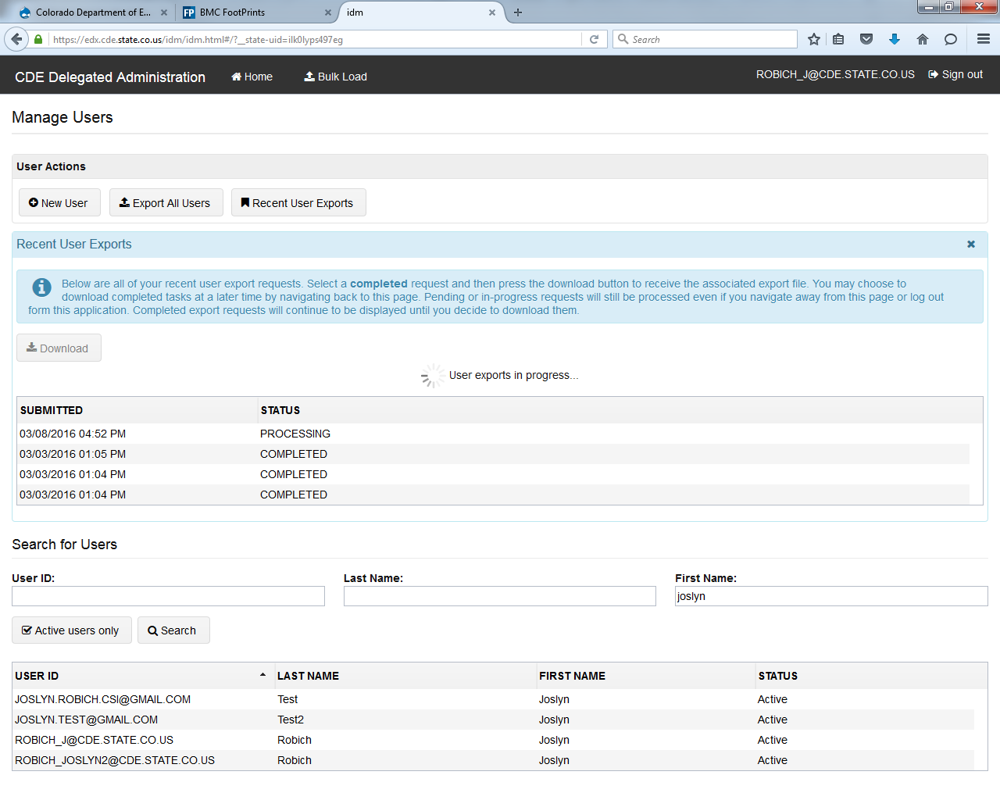 Colorado Department of E...
BMC FootPrints
idm
https://edx.cde.state.co.us/idm/idm.html#/?__state-uid=ilk0lyps497eg
Search
CDE Delegated Administration
Home
Bulk Load
ROBICH_J@CDE.STATE.CO.US
Sign out
Manage Users
User Actions
New User
Export All Users
Recent User Exports
Recent User Exports
Below are all of your recent user export requests. Select a completed request and then press the download button to receive the associated export file. You may choose to
download completed tasks at a later time by navigating back to this page. Pending or in-progress requests will still be processed even if you navigate away from this page or log out
form this application. Completed export requests will continue to be displayed until you decide to download them.
Download
User exports in progress...
SUBMITTED STATUS
03/08/2016 04:52 PM PROCESSING
03/03/2016 01:05 PM COMPLETED
03/03/2016 01:04 PM COMPLETED
03/03/2016 01:04 PM COMPLETED
Search for Users
User ID: Last Name: First Name:
joslyn
Active users only
Search
USER ID LAST NAME FIRST NAME STATUS
JOSLYN.ROBICH.CSI@GMAIL.COM Test Joslyn Active
JOSLYN.TEST@GMAIL.COM Test2 Joslyn Active
ROBICH_J@CDE.STATE.CO.US Robich Joslyn Active
ROBICH_JOSLYN2@CDE.STATE.CO.US Robich Joslyn Active